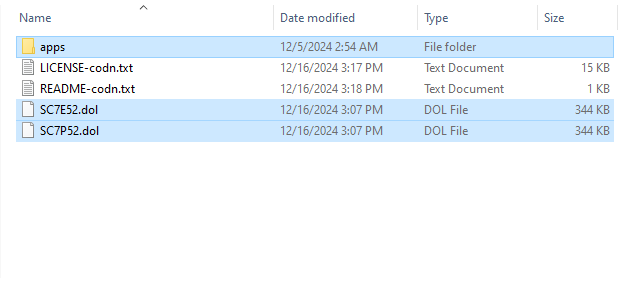 Name Date modified Type Size
apps 12/5/2024 2:54 AM File folder
LICENSE-codn.txt 12/16/2024 3:17 PM Text Document 15 KB
README-codn.txt 12/16/2024 3:18 PM Text Document 1 KB
SC7E52.dol 12/16/2024 3:07 PM DOL File 344 KB
SC7P52.dol 12/16/2024 3:07 PM DOL File 344 KB